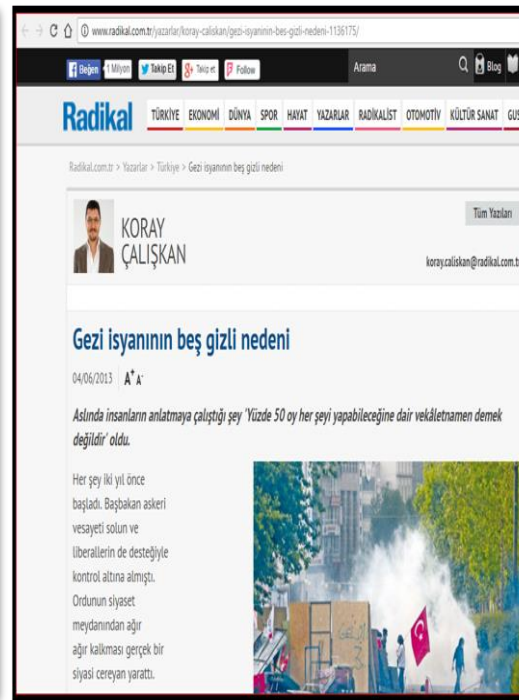 www.radikal.com.tr/yazarlar/koray-caliskan/gezi-isyaninin-bes-gizli-nedeni-1136175/
Beğen 1 Milyon Takip Et Takip et Follow Arama Blog
Radikal TÜRKİYE EKONOMİ DÜNYA SPOR HAYAT YAZARLAR RADİKALİST OTOMOTİV KÜLTÜR SANAT
Radikal.com.tr > Yazarlar > Türkiye > Gezi isyanının beş gizli nedeni
Tüm Yazıları
KORAY
ÇALIŞKAN
koray.caliskan@radikal.com.tr
Gezi isyanının beş gizli nedeni
04/06/2013 A+ A-
Aslında insanların anlatmaya çalıştığı şey 'Yüzde 50 oy her şeyi yapabileceğine dair vekâletnamen demek
değildir' oldu.
Her şey iki yıl önce
başladı. Başbakan askeri
vesayeti solun ve
liberallerin de desteğiyle
kontrol altına almıştı.
Ordunun siyaset
meydanından ağır
ağır kalkması gerçek bir
siyasi cereyan yarattı.